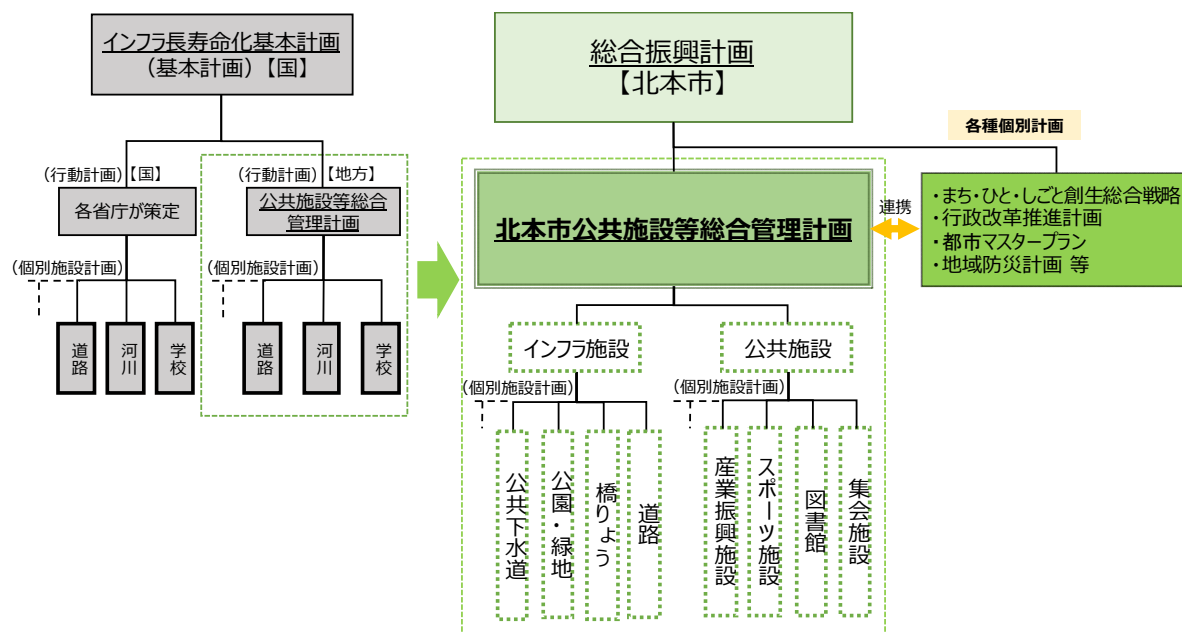 インフラ長寿命化基本計画
（基本計画）【国】
(行動計画)【国】
各省庁が策定
(個別施設計画)
道路
河川
学校
(行動計画)【地方】
公共施設等総合
管理計画
(個別施設計画)
道路
河川
学校
総合振興計画
【北本市】
各種個別計画
北本市公共施設等総合管理計画
連携
・まち・ひと・しごと創生総合戦略
・行政改革推進計画
・都市マスタープラン
・地域防災計画 等
インフラ施設
(個別施設計画)
公共下水道
公園・緑地
橋りょう
道路
公共施設
(個別施設計画)
産業振興施設
スポーツ施設
図書館
集会施設